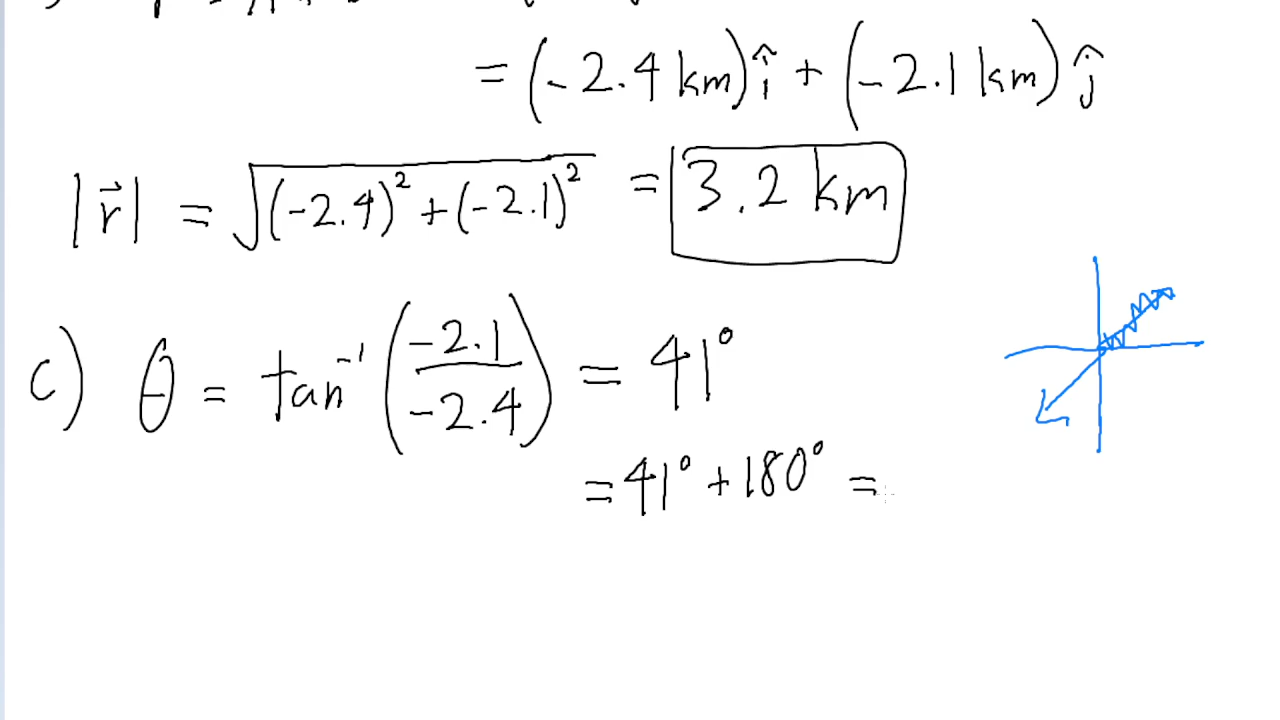 = (-2.4 km) î + (-2.1 km) ĵ
|r⃗| = √(-2.4)² + (-2.1)² = 3.2 km
c) θ = tan⁻¹ (-2.1/-2.4) = 41°
= 41° + 180° =